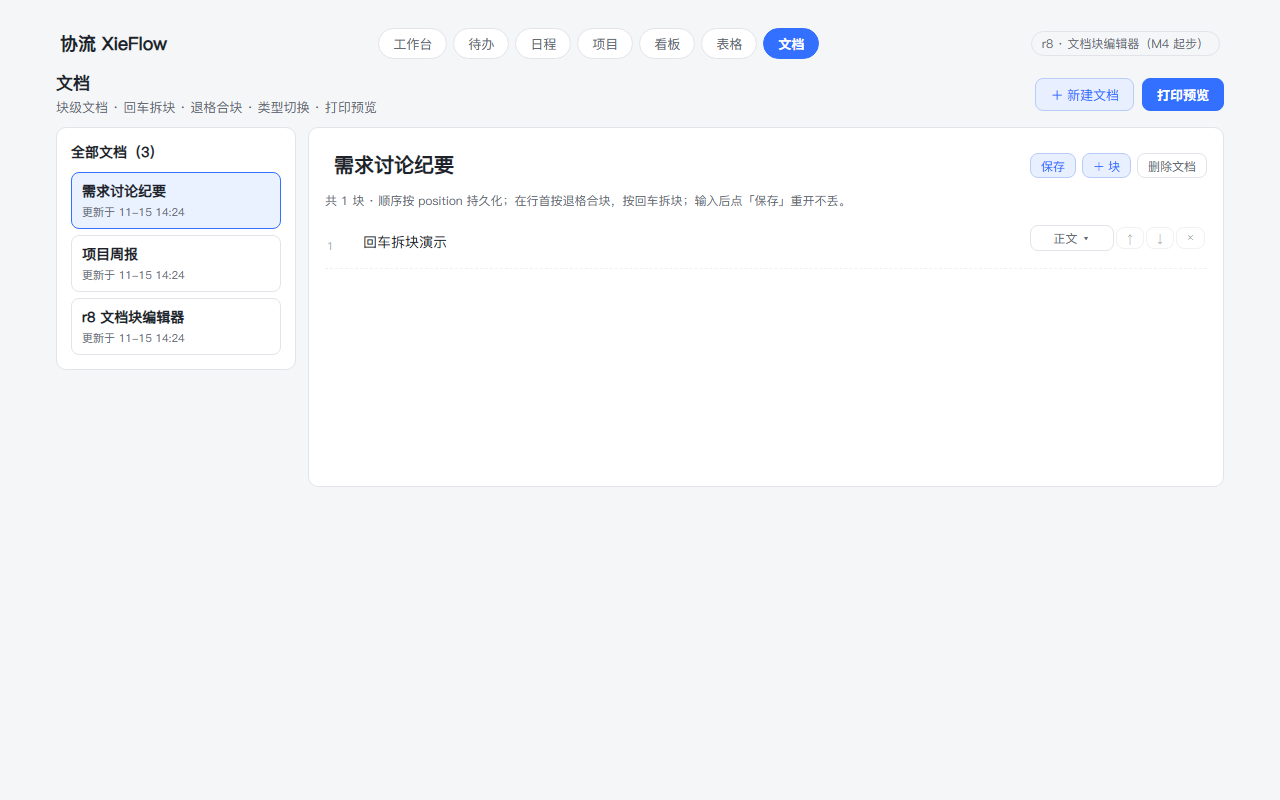 协流 XieFlow
工作台 待办 日程 项目 看板 表格 文档
r8 · 文档块编辑器（M4 起步）
文档
块级文档 · 回车拆块 · 退格合块 · 类型切换 · 打印预览
＋ 新建文档 打印预览
全部文档（3）
需求讨论纪要
更新于 11-15 14:24
项目周报
更新于 11-15 14:24
r8 文档块编辑器
更新于 11-15 14:24
需求讨论纪要
保存 ＋ 块 删除文档
共 1 块 · 顺序按 position 持久化；在行首按退格合块，按回车拆块；输入后点「保存」重开不丢。
1 回车拆块演示 正文 ▾ ↑ ↓ ×